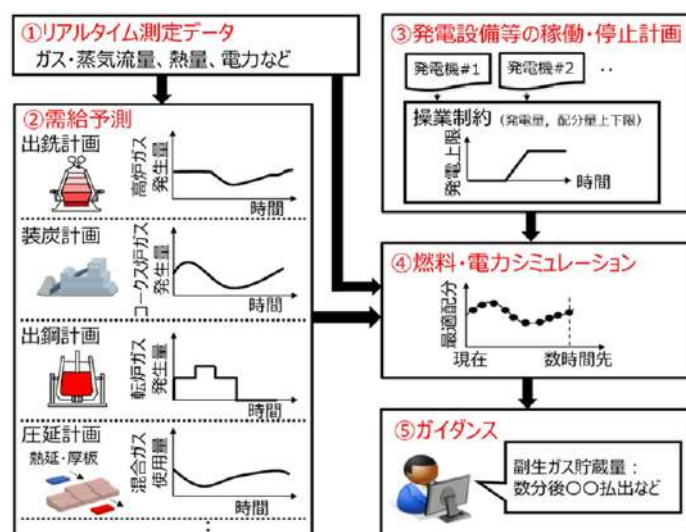 ①リアルタイム測定データ
ガス・蒸気流量、熱量、電力など
②需給予測
出銑計画
高炉ガス
発生量
時間
装炭計画
コークス炉ガス
発生量
時間
出鋼計画
転炉ガス
発生量
時間
圧延計画
熱延・厚板
混合ガス
使用量
時間
③発電設備等の稼働・停止計画
発電機#1
発電機#2
‥
操業制約（発電量，配分量上下限）
発電上限
時間
④燃料・電力シミュレーション
最適配分
現在
数時間先
⑤ガイダンス
副生ガス貯蔵量：
数分後〇〇払出など